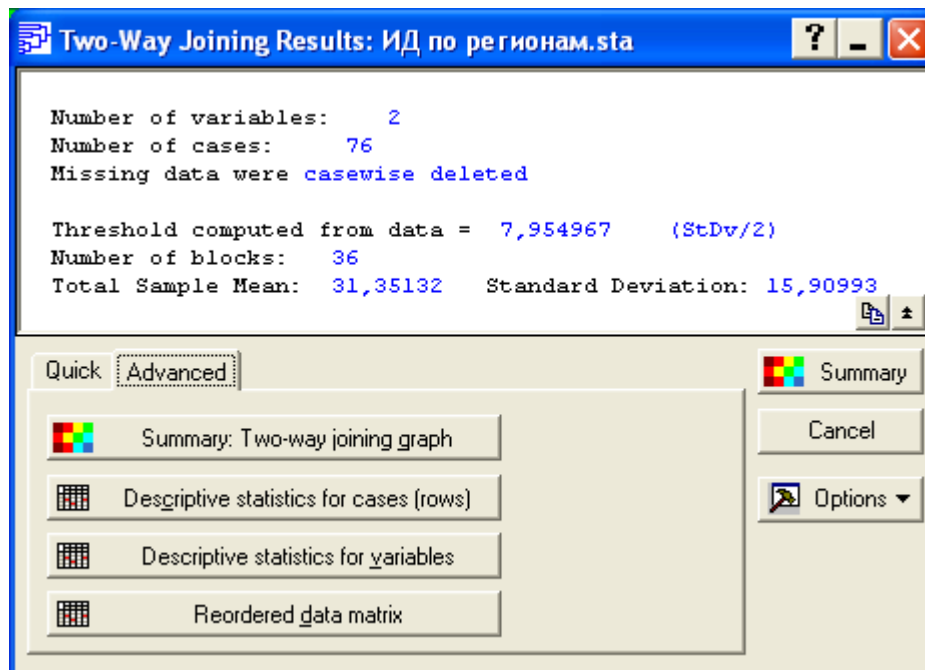 Two-Way Joining Results: ИД по регионам.sta
Number of variables: 2
Number of cases: 76
Missing data were casewise deleted
Threshold computed from data = 7,954967 (StDv/2)
Number of blocks: 36
Total Sample Mean: 31,35132 Standard Deviation: 15,90993
Quick Advanced
Summary: Two-way joining graph
Descriptive statistics for cases (rows)
Descriptive statistics for variables
Reordered data matrix
Summary
Cancel
Options